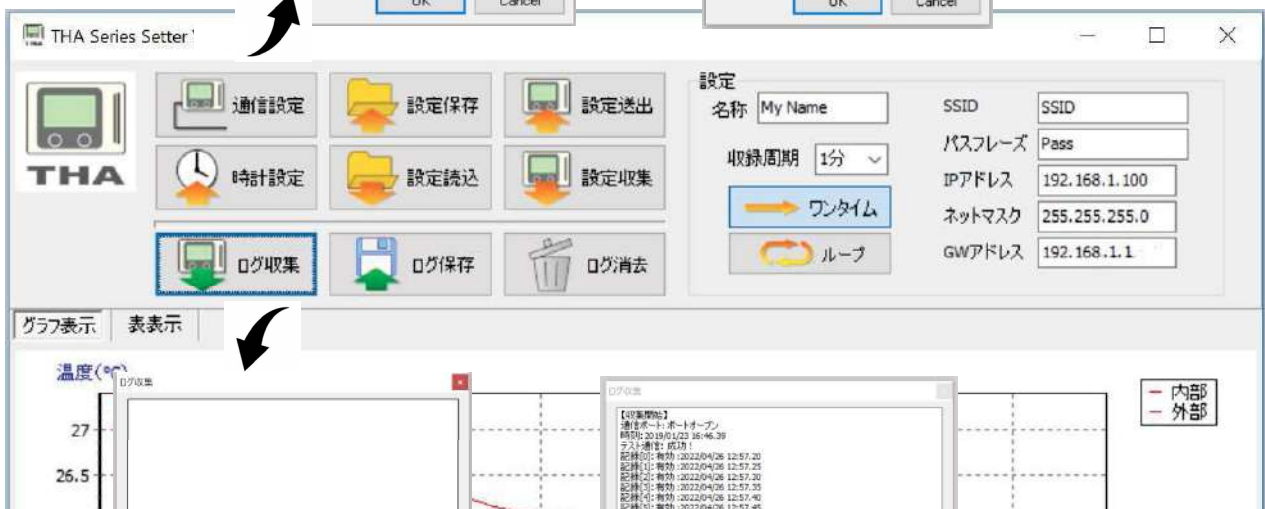 OK Cancel OK Cancel
THA Series Setter
THA
通信設定 設定保存 設定送出
時計設定 設定読込 設定収集
ログ収集 ログ保存 ログ消去
設定
名称 My Name
収録周期 1分
ワンタイム
ループ
SSID SSID
パスフレーズ Pass
IPアドレス 192.168.1.100
ネットマスク 255.255.255.0
GWアドレス 192.168.1.1
グラフ表示 表表示
温度(℃)
27
26.5
ログ収集
ログ収集
【収集開始】
通信ポート: ポートオープン
時刻: 2019/01/23 16:46.39
テスト通信: 成功!
記録[0]: 有効 :2022/04/26 12:57.20
記録[1]: 有効 :2022/04/26 12:57.25
記録[2]: 有効 :2022/04/26 12:57.30
記録[3]: 有効 :2022/04/26 12:57.35
記録[4]: 有効 :2022/04/26 12:57.40
記録[5]: 有効 :2022/04/26 12:57.45
内部
外部